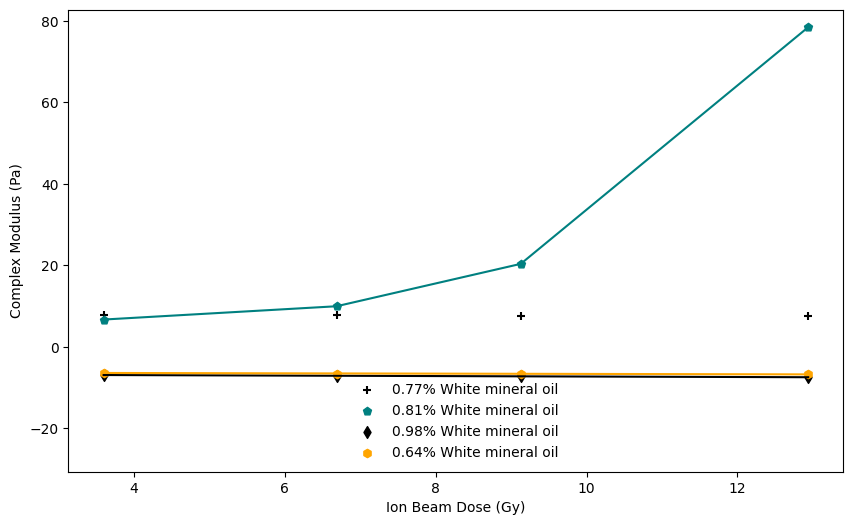 80
60
40
20
0
−20
Complex Modulus (Pa)
0.77% White mineral oil
0.81% White mineral oil
0.98% White mineral oil
0.64% White mineral oil
4 6 8 10 12
Ion Beam Dose (Gy)